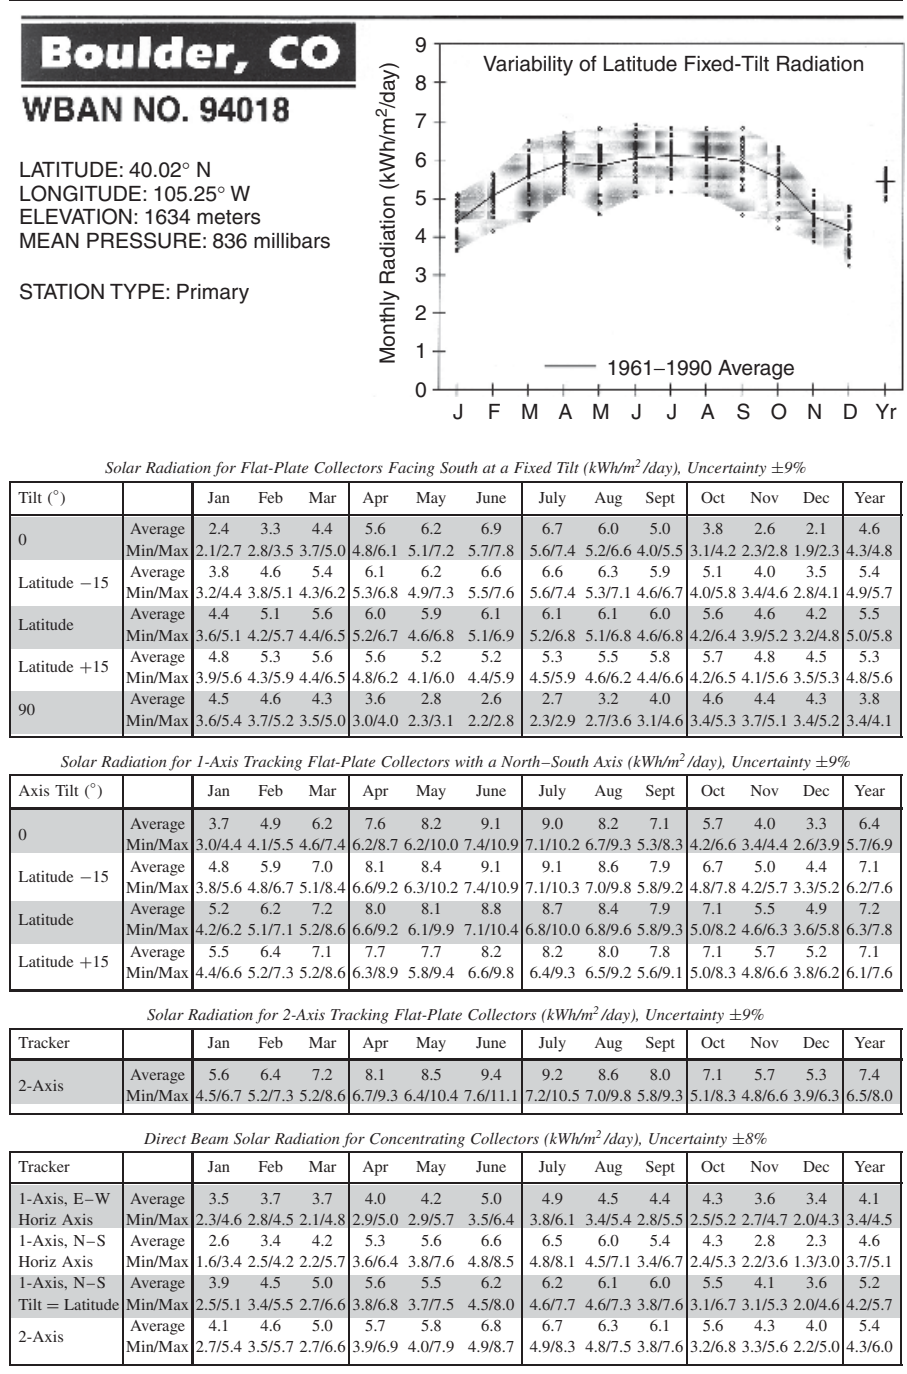 Boulder, CO
WBAN NO. 94018
LATITUDE: 40.02° N
LONGITUDE: 105.25° W
ELEVATION: 1634 meters
MEAN PRESSURE: 836 millibars
STATION TYPE: Primary
Variability of Latitude Fixed-Tilt Radiation
Monthly Radiation (kWh/m²/day)
9
8
7
6
5
4
3
2
1
0
1961–1990 Average
J F M A M J J A S O N D Yr
Solar Radiation for Flat-Plate Collectors Facing South at a Fixed Tilt (kWh/m²/day), Uncertainty ±9%
Tilt (°) Jan Feb Mar Apr May June July Aug Sept Oct Nov Dec Year
0 Average 2.4 3.3 4.4 5.6 6.2 6.9 6.7 6.0 5.0 3.8 2.6 2.1 4.6
Min/Max 2.1/2.7 2.8/3.5 3.7/5.0 4.8/6.1 5.1/7.2 5.7/7.8 5.6/7.4 5.2/6.6 4.0/5.5 3.1/4.2 2.3/2.8 1.9/2.3 4.3/4.8
Latitude −15 Average 3.8 4.6 5.4 6.1 6.2 6.6 6.6 6.3 5.9 5.1 4.0 3.5 5.4
Min/Max 3.2/4.4 3.8/5.1 4.3/6.2 5.3/6.8 4.9/7.3 5.5/7.6 5.6/7.4 5.3/7.1 4.6/6.7 4.0/5.8 3.4/4.6 2.8/4.1 4.9/5.7
Latitude Average 4.4 5.1 5.6 6.0 5.9 6.1 6.1 6.1 6.0 5.6 4.6 4.2 5.5
Min/Max 3.6/5.1 4.2/5.7 4.4/6.5 5.2/6.7 4.6/6.8 5.1/6.9 5.2/6.8 5.1/6.8 4.6/6.8 4.2/6.4 3.9/5.2 3.2/4.8 5.0/5.8
Latitude +15 Average 4.8 5.3 5.6 5.6 5.2 5.2 5.3 5.5 5.8 5.7 4.8 4.5 5.3
Min/Max 3.9/5.6 4.3/5.9 4.4/6.5 4.8/6.2 4.1/6.0 4.4/5.9 4.5/5.9 4.6/6.2 4.4/6.6 4.2/6.5 4.1/5.6 3.5/5.3 4.8/5.6
90 Average 4.5 4.6 4.3 3.6 2.8 2.6 2.7 3.2 4.0 4.6 4.4 4.3 3.8
Min/Max 3.6/5.4 3.7/5.2 3.5/5.0 3.0/4.0 2.3/3.1 2.2/2.8 2.3/2.9 2.7/3.6 3.1/4.6 3.4/5.3 3.7/5.1 3.4/5.2 3.4/4.1
Solar Radiation for 1-Axis Tracking Flat-Plate Collectors with a North–South Axis (kWh/m²/day), Uncertainty ±9%
Axis Tilt (°) Jan Feb Mar Apr May June July Aug Sept Oct Nov Dec Year
0 Average 3.7 4.9 6.2 7.6 8.2 9.1 9.0 8.2 7.1 5.7 4.0 3.3 6.4
Min/Max 3.0/4.4 4.1/5.5 4.6/7.4 6.2/8.7 6.2/10.0 7.4/10.9 7.1/10.2 6.7/9.3 5.3/8.3 4.2/6.6 3.4/4.4 2.6/3.9 5.7/6.9
Latitude −15 Average 4.8 5.9 7.0 8.1 8.4 9.1 9.1 8.6 7.9 6.7 5.0 4.4 7.1
Min/Max 3.8/5.6 4.8/6.7 5.1/8.4 6.6/9.2 6.3/10.2 7.4/10.9 7.1/10.3 7.0/9.8 5.8/9.2 4.8/7.8 4.2/5.7 3.3/5.2 6.2/7.6
Latitude Average 5.2 6.2 7.2 8.0 8.1 8.8 8.7 8.4 7.9 7.1 5.5 4.9 7.2
Min/Max 4.2/6.2 5.1/7.1 5.2/8.6 6.6/9.2 6.1/9.9 7.1/10.4 6.8/10.0 6.8/9.6 5.8/9.3 5.0/8.2 4.6/6.3 3.6/5.8 6.3/7.8
Latitude +15 Average 5.5 6.4 7.1 7.7 7.7 8.2 8.2 8.0 7.8 7.1 5.7 5.2 7.1
Min/Max 4.4/6.6 5.2/7.3 5.2/8.6 6.3/8.9 5.8/9.4 6.6/9.8 6.4/9.3 6.5/9.2 5.6/9.1 5.0/8.3 4.8/6.6 3.8/6.2 6.1/7.6
Solar Radiation for 2-Axis Tracking Flat-Plate Collectors (kWh/m²/day), Uncertainty ±9%
Tracker Jan Feb Mar Apr May June July Aug Sept Oct Nov Dec Year
2-Axis Average 5.6 6.4 7.2 8.1 8.5 9.4 9.2 8.6 8.0 7.1 5.7 5.3 7.4
Min/Max 4.5/6.7 5.2/7.3 5.2/8.6 6.7/9.3 6.4/10.4 7.6/11.1 7.2/10.5 7.0/9.8 5.8/9.3 5.1/8.3 4.8/6.6 3.9/6.3 6.5/8.0
Direct Beam Solar Radiation for Concentrating Collectors (kWh/m²/day), Uncertainty ±8%
Tracker Jan Feb Mar Apr May June July Aug Sept Oct Nov Dec Year
1-Axis, E–W Average 3.5 3.7 3.7 4.0 4.2 5.0 4.9 4.5 4.4 4.3 3.6 3.4 4.1
Horiz Axis Min/Max 2.3/4.6 2.8/4.5 2.1/4.8 2.9/5.0 2.9/5.7 3.5/6.4 3.8/6.1 3.4/5.4 2.8/5.5 2.5/5.2 2.7/4.7 2.0/4.3 3.4/4.5
1-Axis, N–S Average 2.6 3.4 4.2 5.3 5.6 6.6 6.5 6.0 5.4 4.3 2.8 2.3 4.6
Horiz Axis Min/Max 1.6/3.4 2.5/4.2 2.2/5.7 3.6/6.4 3.8/7.6 4.8/8.5 4.8/8.1 4.5/7.1 3.4/6.7 2.4/5.3 2.2/3.6 1.3/3.0 3.7/5.1
1-Axis, N–S Average 3.9 4.5 5.0 5.6 5.5 6.2 6.2 6.1 6.0 5.5 4.1 3.6 5.2
Tilt = Latitude Min/Max 2.5/5.1 3.4/5.5 2.7/6.6 3.8/6.8 3.7/7.5 4.5/8.0 4.6/7.7 4.6/7.3 3.8/7.6 3.1/6.7 3.1/5.3 2.0/4.6 4.2/5.7
2-Axis Average 4.1 4.6 5.0 5.7 5.8 6.8 6.7 6.3 6.1 5.6 4.3 4.0 5.4
Min/Max 2.7/5.4 3.5/5.7 2.7/6.6 3.9/6.9 4.0/7.9 4.9/8.7 4.9/8.3 4.8/7.5 3.8/7.6 3.2/6.8 3.3/5.6 2.2/5.0 4.3/6.0